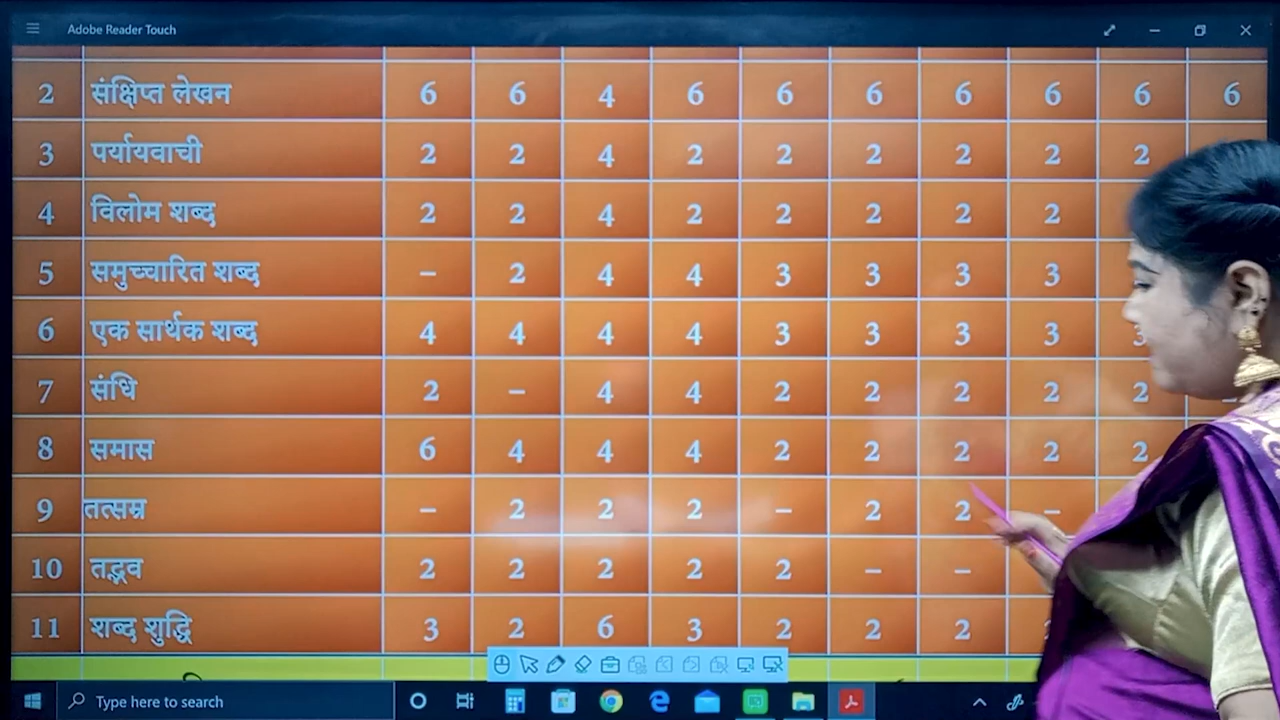 Adobe Reader Touch
2 संक्षिप्त लेखन 6 6 4 6 6 6 6 6 6 6
3 पर्यायवाची 2 2 4 2 2 2 2 2 2
4 विलोम शब्द 2 2 4 2 2 2 2 2
5 समुच्चारित शब्द – 2 4 4 3 3 3 3
6 एक सार्थक शब्द 4 4 4 4 3 3 3 3 3
7 संधि 2 – 4 4 2 2 2 2 2
8 समास 6 4 4 4 2 2 2 2 2
9 तत्सम्र – 2 2 2 – 2 2 –
10 तद्भव 2 2 2 2 2 – –
11 शब्द शुद्धि 3 2 6 3 2 2 2
Type here to search